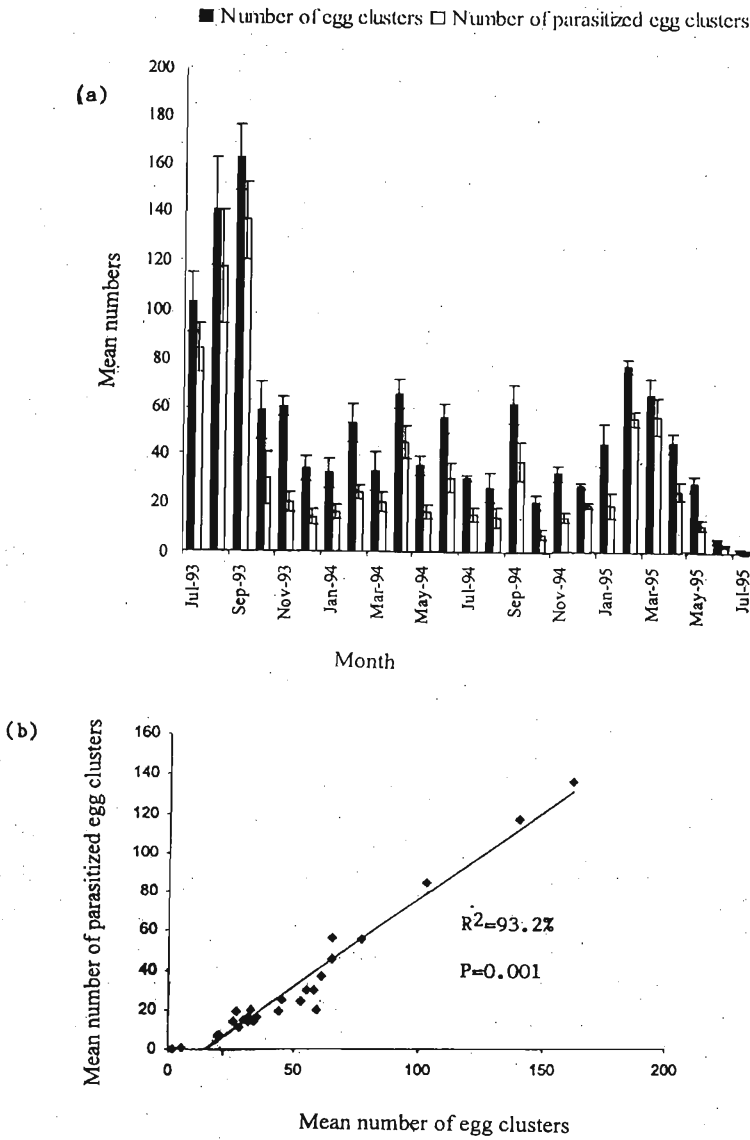 ■ Number of egg clusters □ Number of parasitized egg clusters
(a)
Mean numbers
200
180
160
140
120
100
80
60
40
20
0
Jul-93
Sep-93
Nov-93
Jan-94
Mar-94
May-94
Jul-94
Sep-94
Nov-94
Jan-95
Mar-95
May-95
Jul-95
Month
(b)
Mean number of parasitized egg clusters
160
140
120
100
80
60
40
20
0
R²=93.2%
P=0.001
50
100
150
200
Mean number of egg clusters